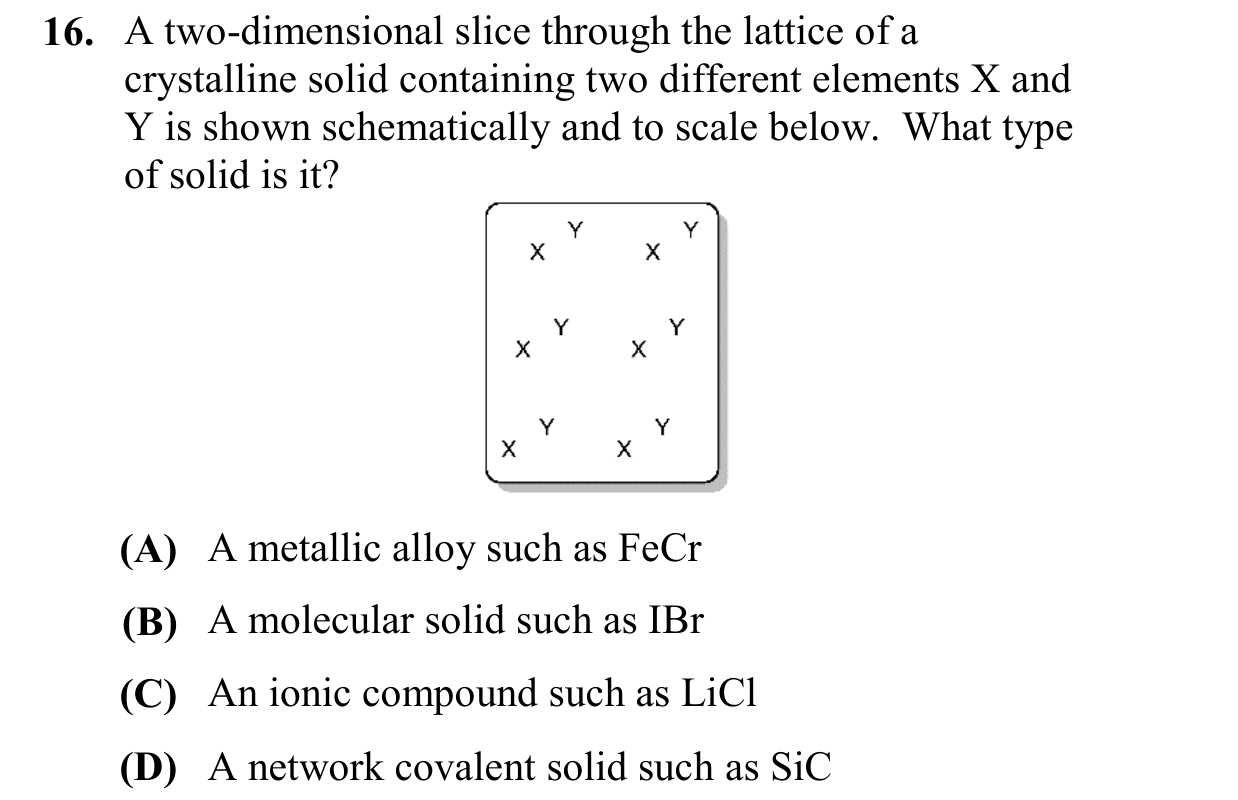 16. A two-dimensional slice through the lattice of a
crystalline solid containing two different elements X and
Y is shown schematically and to scale below. What type
of solid is it?
Y Y
X X
Y Y
X X
Y Y
X X
(A) A metallic alloy such as FeCr
(B) A molecular solid such as IBr
(C) An ionic compound such as LiCl
(D) A network covalent solid such as SiC